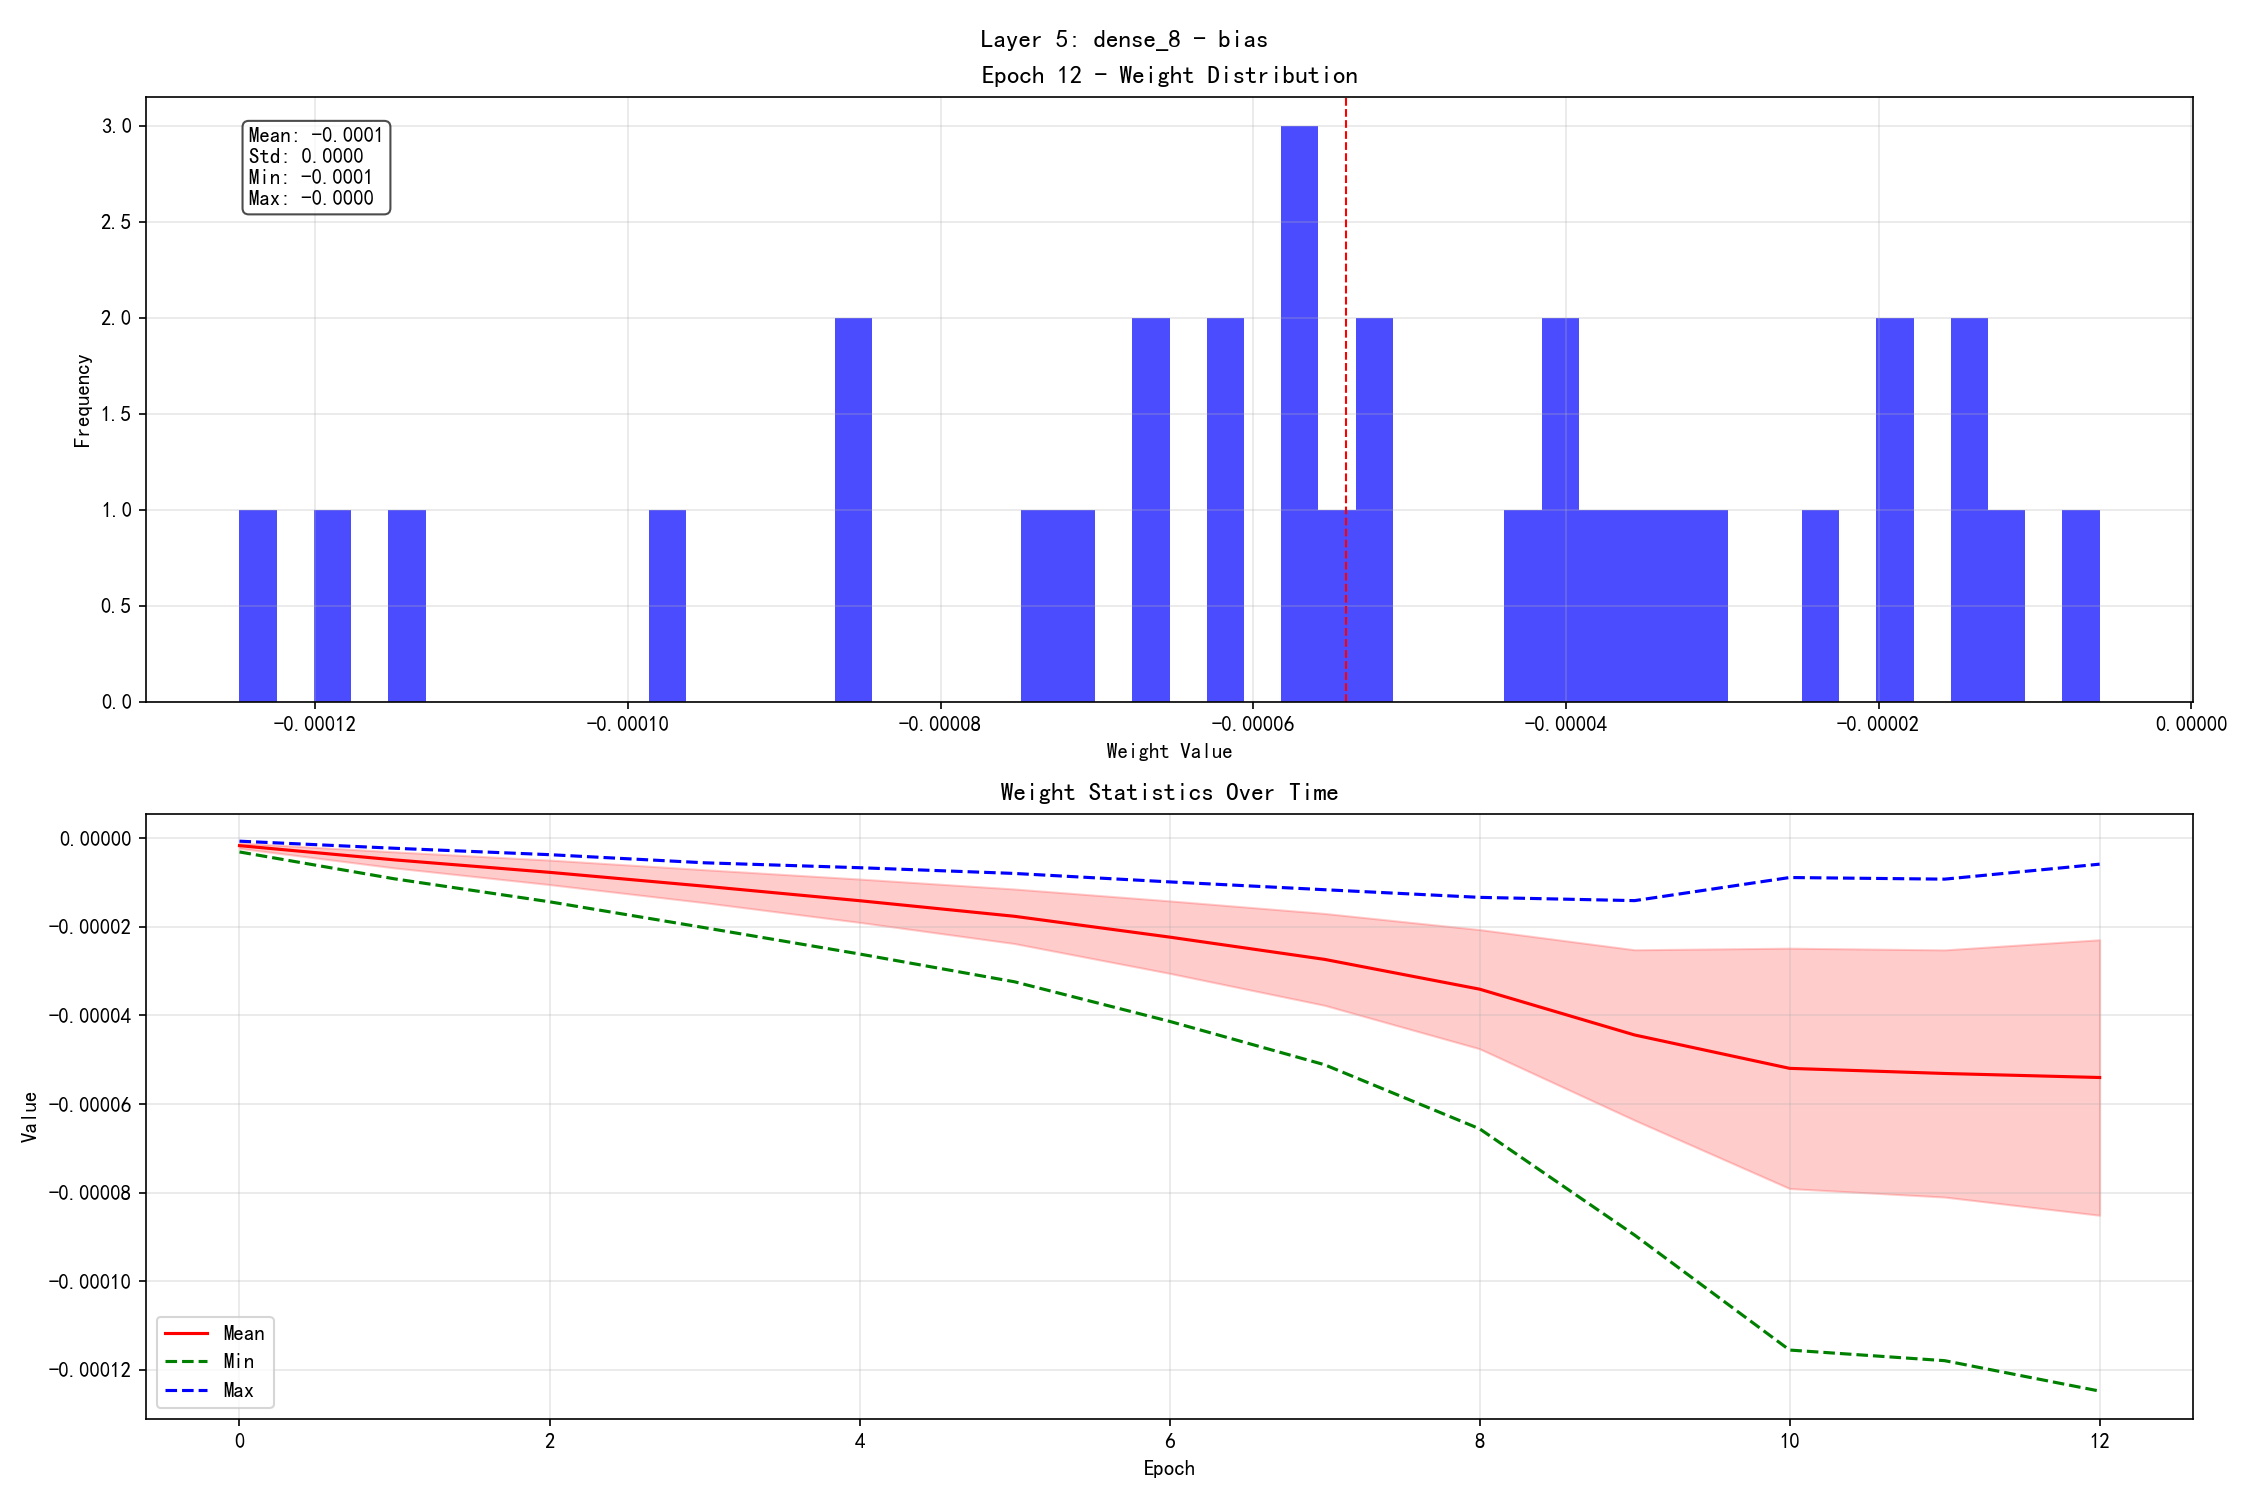 Layer 5: dense_8 - bias
Epoch 12 - Weight Distribution
Mean: -0.0001
Std: 0.0000
Min: -0.0001
Max: -0.0000
3.0
2.5
2.0
1.5
1.0
0.5
0.0
Frequency
-0.00012 -0.00010 -0.00008 -0.00006 -0.00004 -0.00002 0.00000
Weight Value
Weight Statistics Over Time
0.00000
-0.00002
-0.00004
-0.00006
-0.00008
-0.00010
-0.00012
Value
Mean
Min
Max
0 2 4 6 8 10 12
Epoch